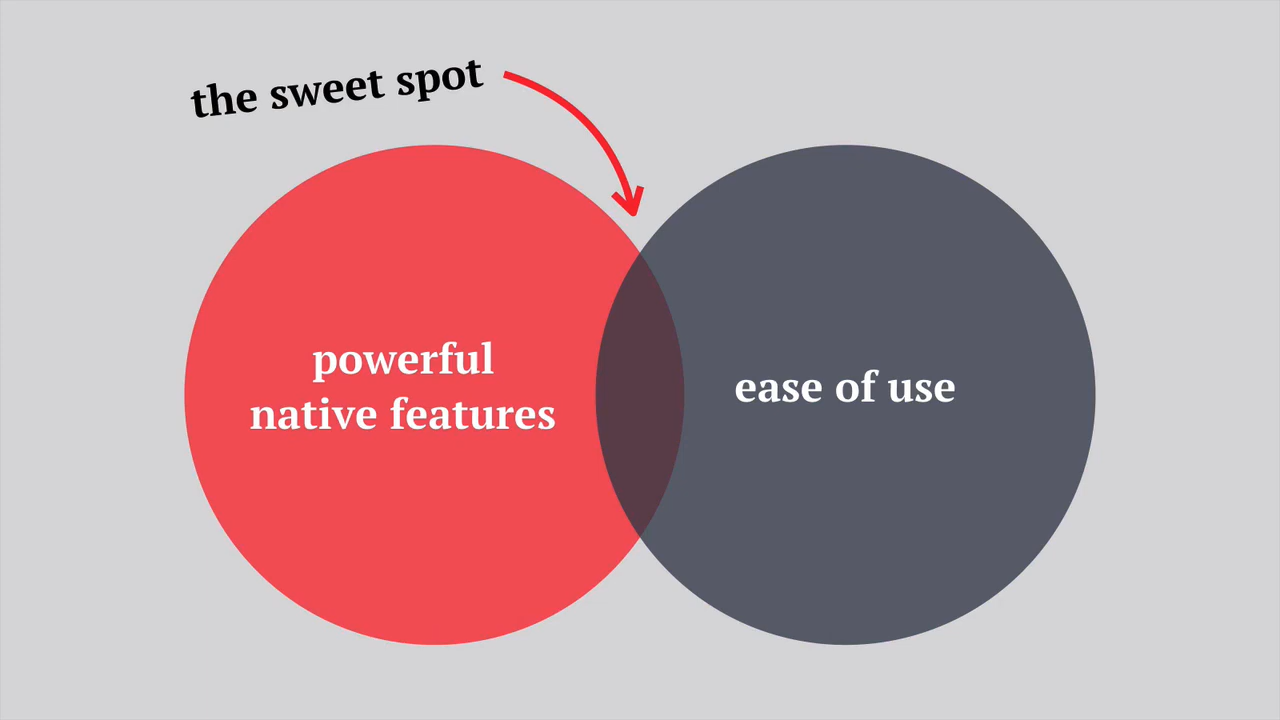 the sweet spot
powerful
native features
ease of use